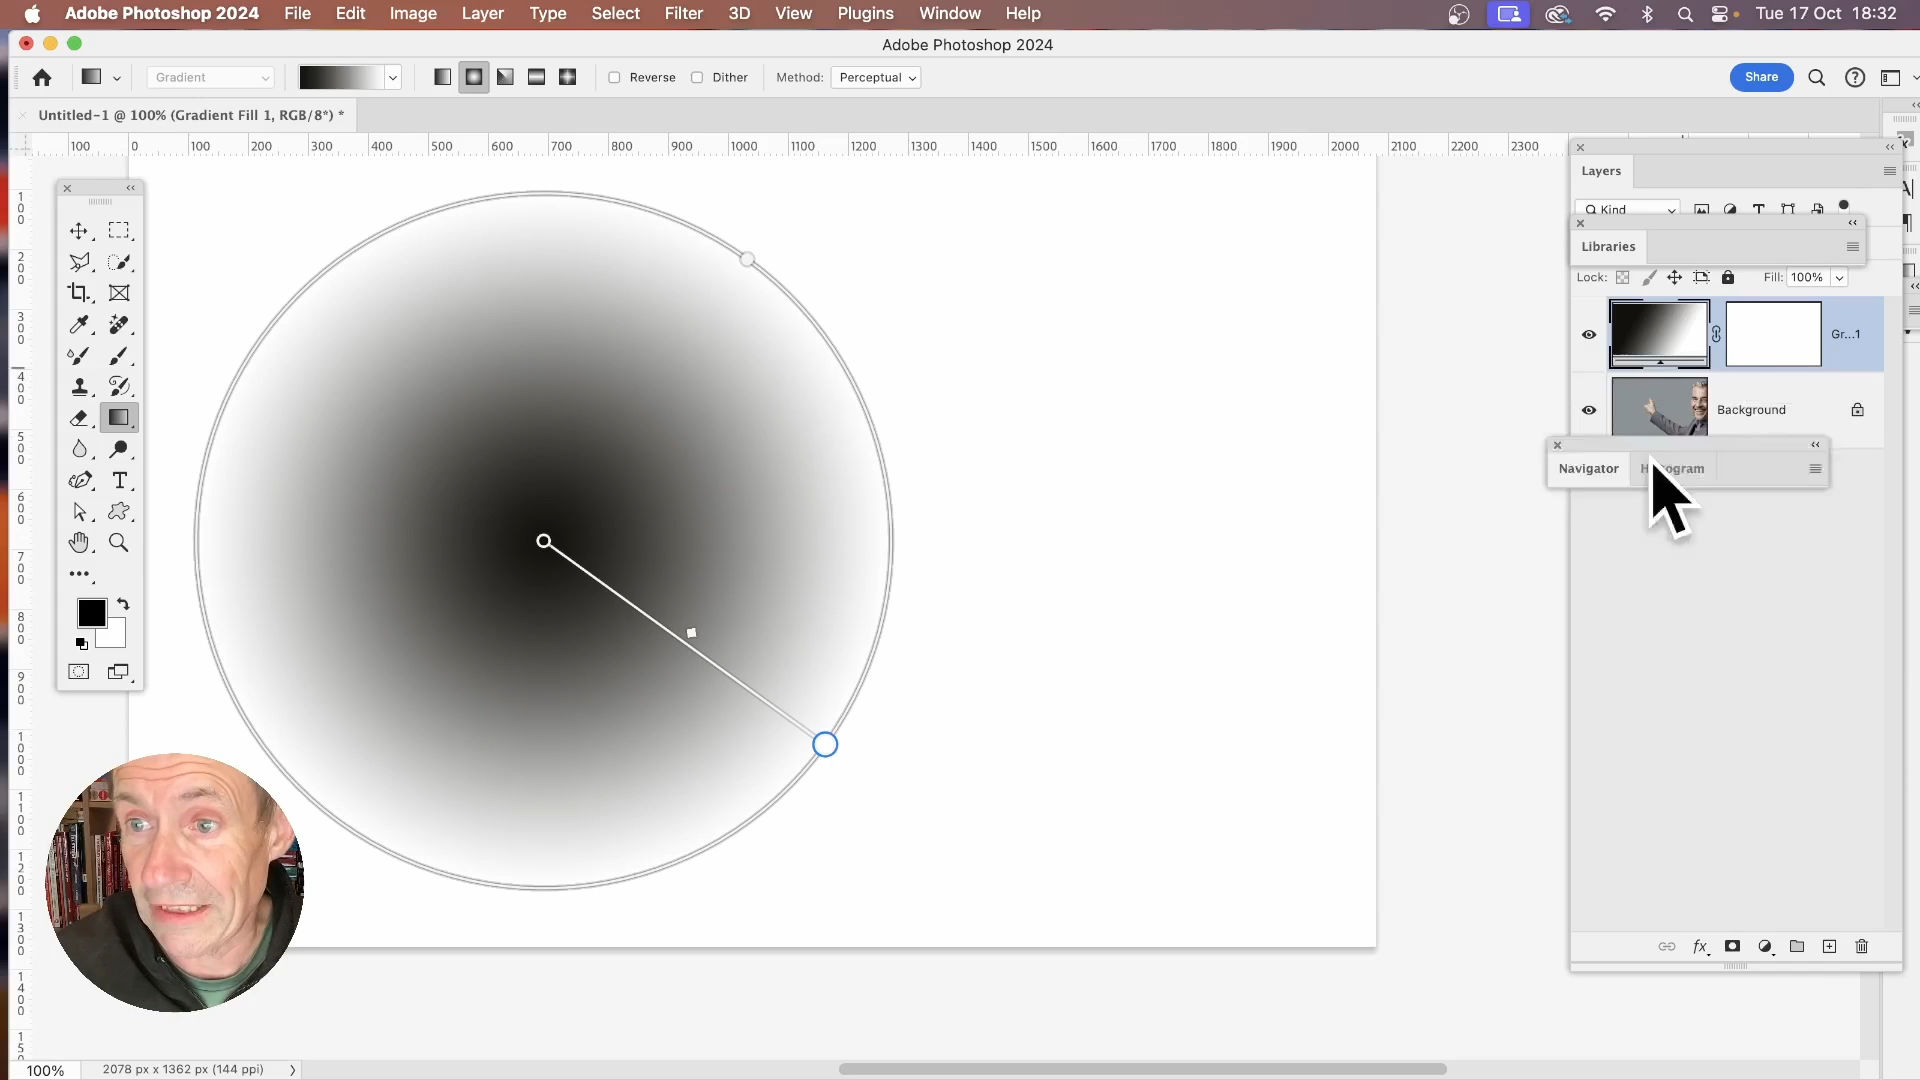 Adobe Photoshop 2024 File Edit Image Layer Type Select Filter 3D View Plugins Window Help Tue 17 Oct 18:32
Adobe Photoshop 2024
Gradient Reverse Dither Method: Perceptual Share
Untitled-1 @ 100% (Gradient Fill 1, RGB/8*) *
100 0 100 200 300 400 500 600 700 800 900 1000 1100 1200 1300 1400 1500 1600 1700 1800 1900 2000 2100 2200 2300
100
200
300
400
500
600
700
800
900
1000
1100
1200
1300
1400
Layers
Kind
Libraries
Lock: Fill: 100%
Gr...1
Background
Navigator
T
fx
100% 2078 px x 1362 px (144 ppi)